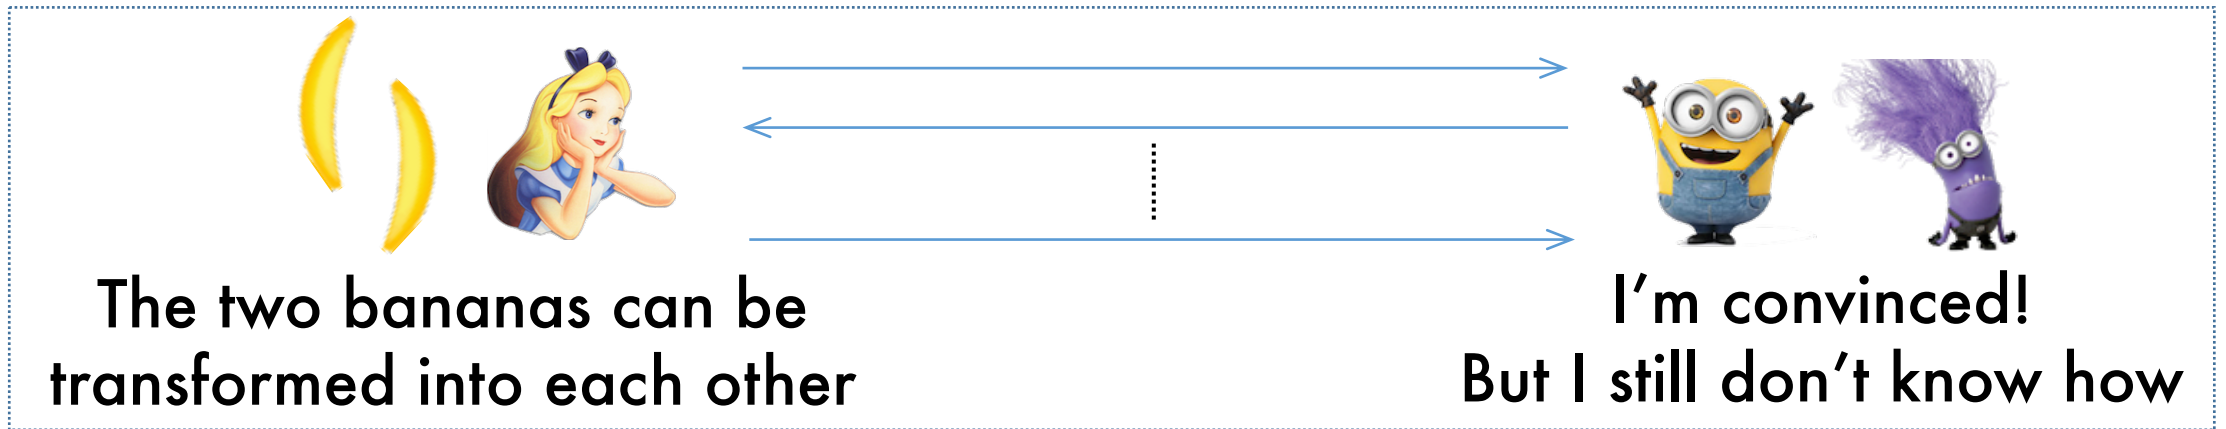 The two bananas can be
transformed into each other
I’m convinced!
But I still don’t know how